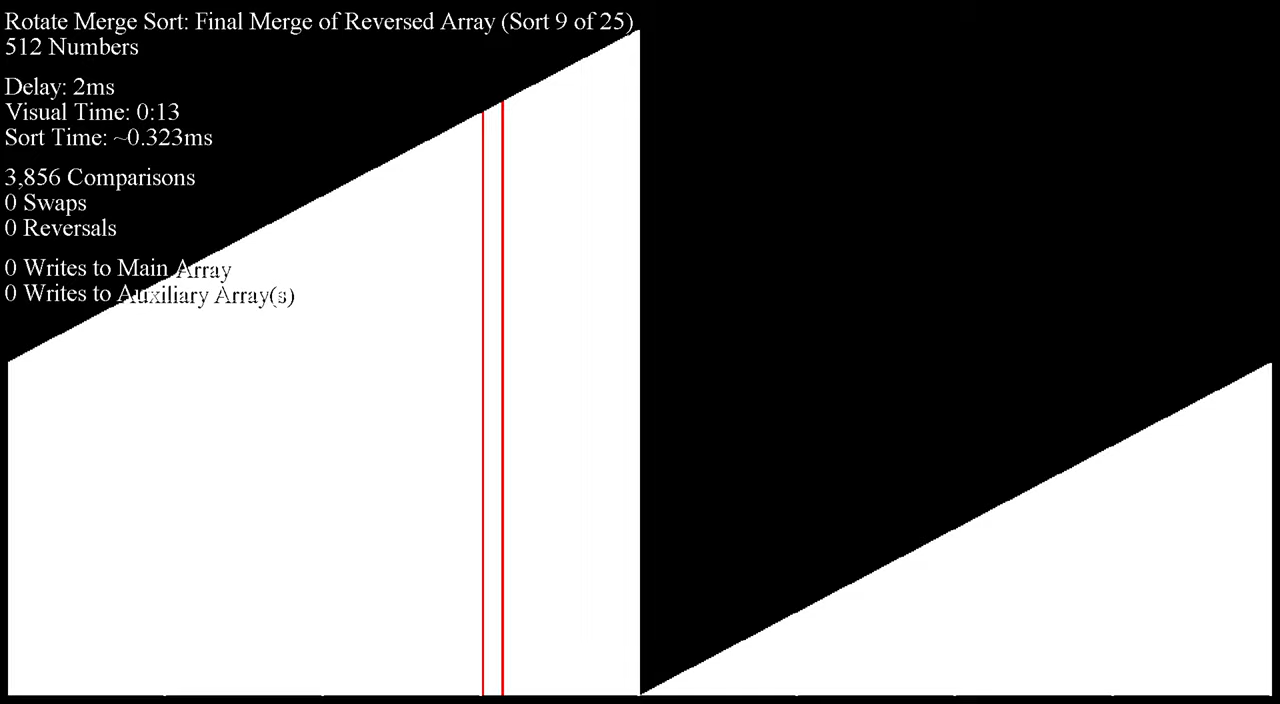 Rotate Merge Sort: Final Merge of Reversed Array (Sort 9 of 25)
512 Numbers
Delay: 2ms
Visual Time: 0:13
Sort Time: ~0.323ms
3,856 Comparisons
0 Swaps
0 Reversals
0 Writes to Main Array
0 Writes to Auxiliary Array(s)